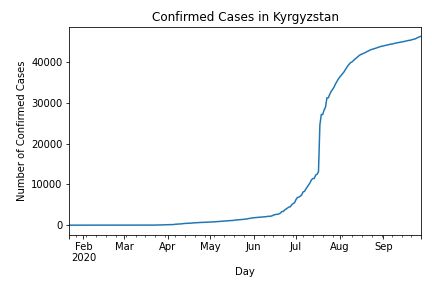 Confirmed Cases in Kyrgyzstan
Number of Confirmed Cases
40000
30000
20000
10000
0
Feb Mar Apr May Jun Jul Aug Sep
2020
Day